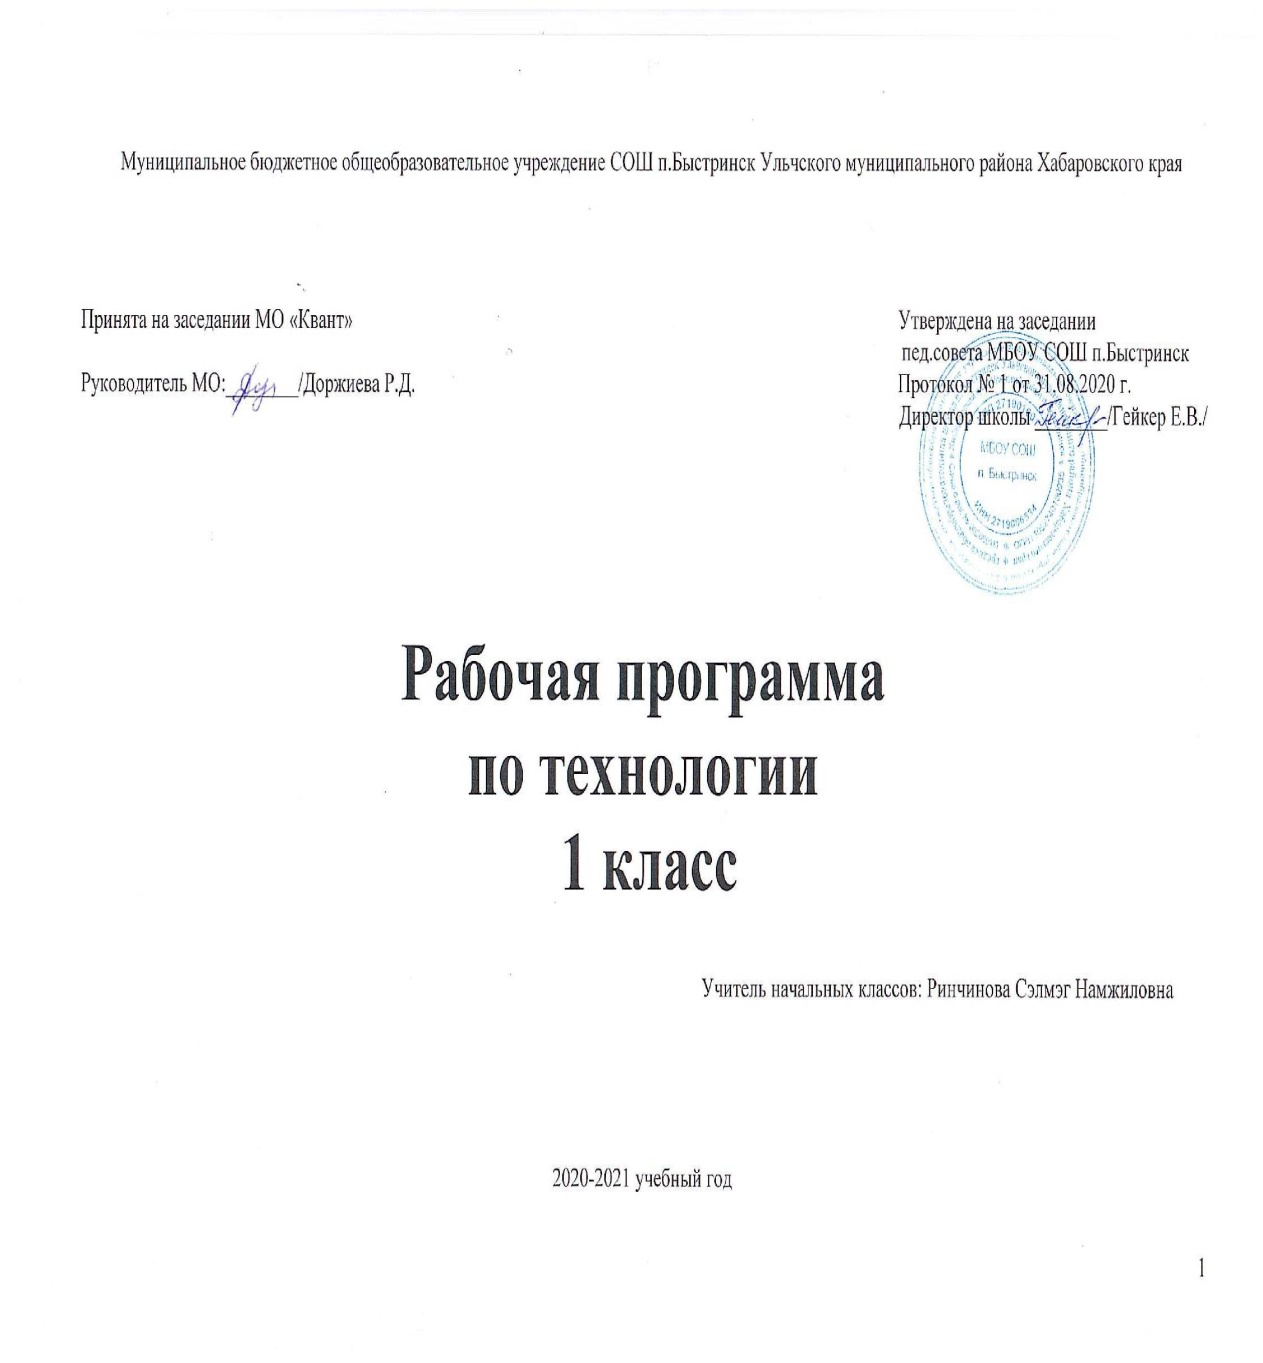 Муниципальное бюджетное общеобразовательное учреждение СОШ п.Быстринск Ульчского муниципального района Хабаровского края
Принята на заседании МО «Квант»
Руководитель МО: /Доржиева Р.Д.
Утверждена на заседании
пед.совета МБОУ СОШ п.Быстринск
Протокол № 1 от 31.08.2020 г.
Директор школы /Гейкер Е.В./
МБОУ СОШ
п. Быстринск
Рабочая программа
по технологии
1 класс
Учитель начальных классов: Ринчинова Сэлмэг Намжиловна
2020-2021 учебный год
1